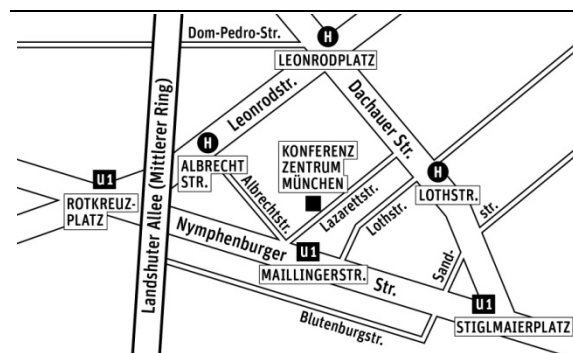 Dom-Pedro-Str.
H
LEONRODPLATZ
Leonrodstr.
Dachauer Str.
H
ALBRECHT
STR.
KONFERENZ
ZENTRUM
MÜNCHEN
H
LOTHSTR.
U1
ROTKREUZ-
PLATZ
Landshuter Allee (Mittlerer Ring)
Albrechtstr.
Lazarettstr.
Lothstr.
Sand-
str.
Nymphenburger
Str.
U1
MAILLINGERSTR.
U1
STIGLMAIERPLATZ
Blutenburgstr.